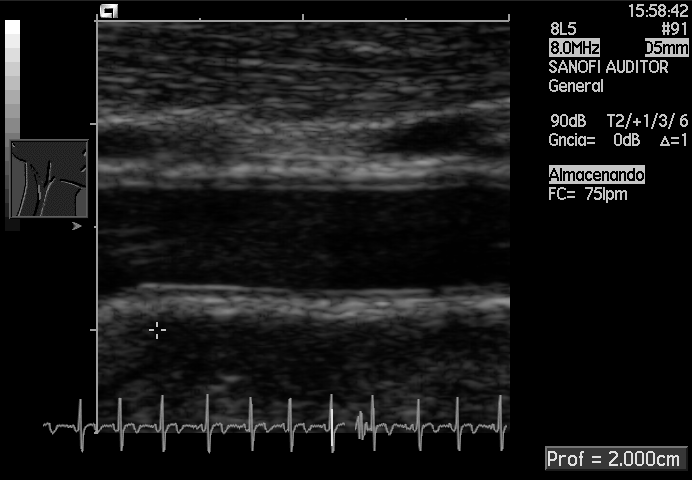 15:58:42
8L5 #91
8.0MHz D5mm
SANOFI AUDITOR
General
90dB T2/+1/3/ 6
Gncia= 0dB Δ=1
Almacenando
FC= 75lpm
Prof = 2.000cm